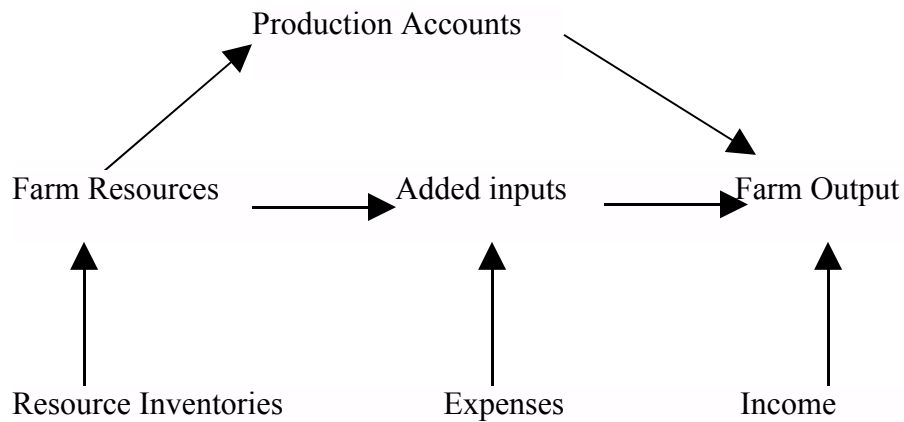 Production Accounts
Farm Resources Added inputs Farm Output
Resource Inventories Expenses Income